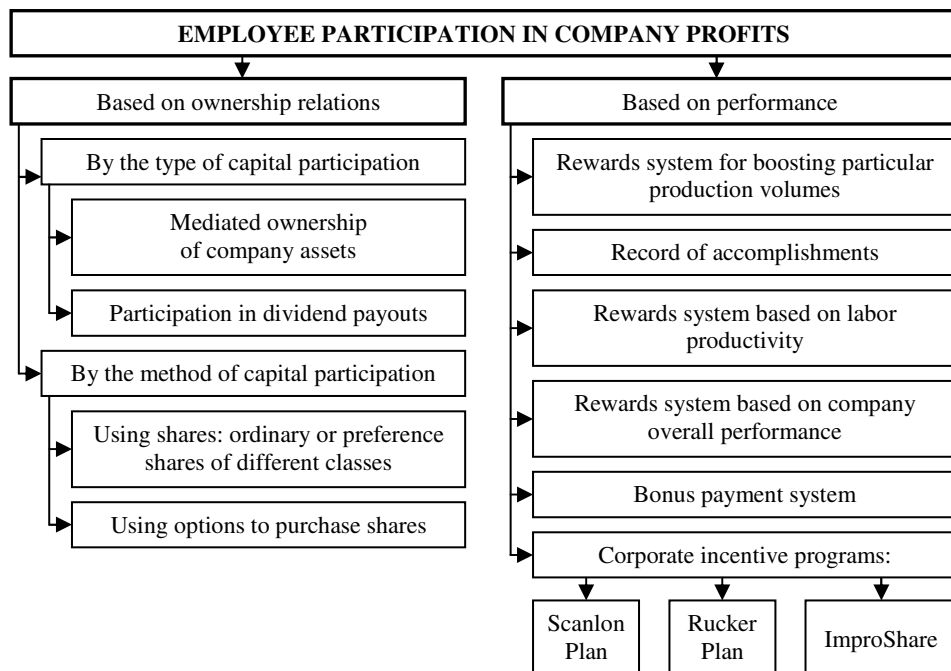 EMPLOYEE PARTICIPATION IN COMPANY PROFITS
Based on ownership relations
By the type of capital participation
Mediated ownership
of company assets
Participation in dividend payouts
By the method of capital participation
Using shares: ordinary or preference
shares of different classes
Using options to purchase shares
Based on performance
Rewards system for boosting particular
production volumes
Record of accomplishments
Rewards system based on labor
productivity
Rewards system based on company
overall performance
Bonus payment system
Corporate incentive programs:
Scanlon
Plan
Rucker
Plan
ImproShare